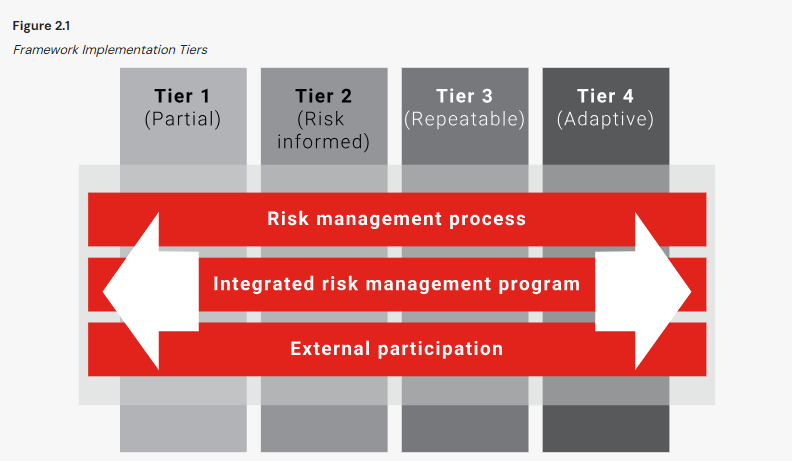 Figure 2.1
Framework Implementation Tiers
Tier 1
(Partial)
Tier 2
(Risk
informed)
Tier 3
(Repeatable)
Tier 4
(Adaptive)
Risk management process
Integrated risk management program
External participation